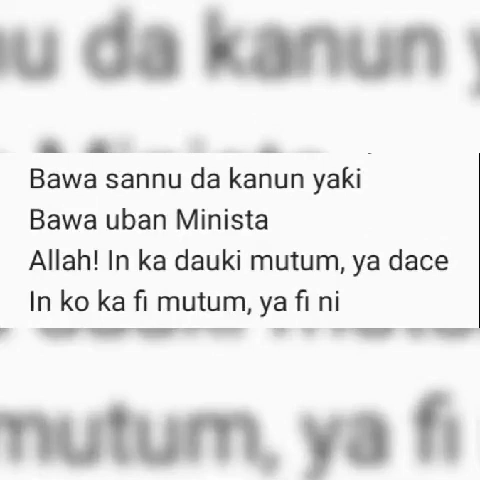 Bawa sannu da kanun yaƙi
Bawa uban Minista
Allah! In ka dauki mutum, ya dace
In ko ka fi mutum, ya fi ni